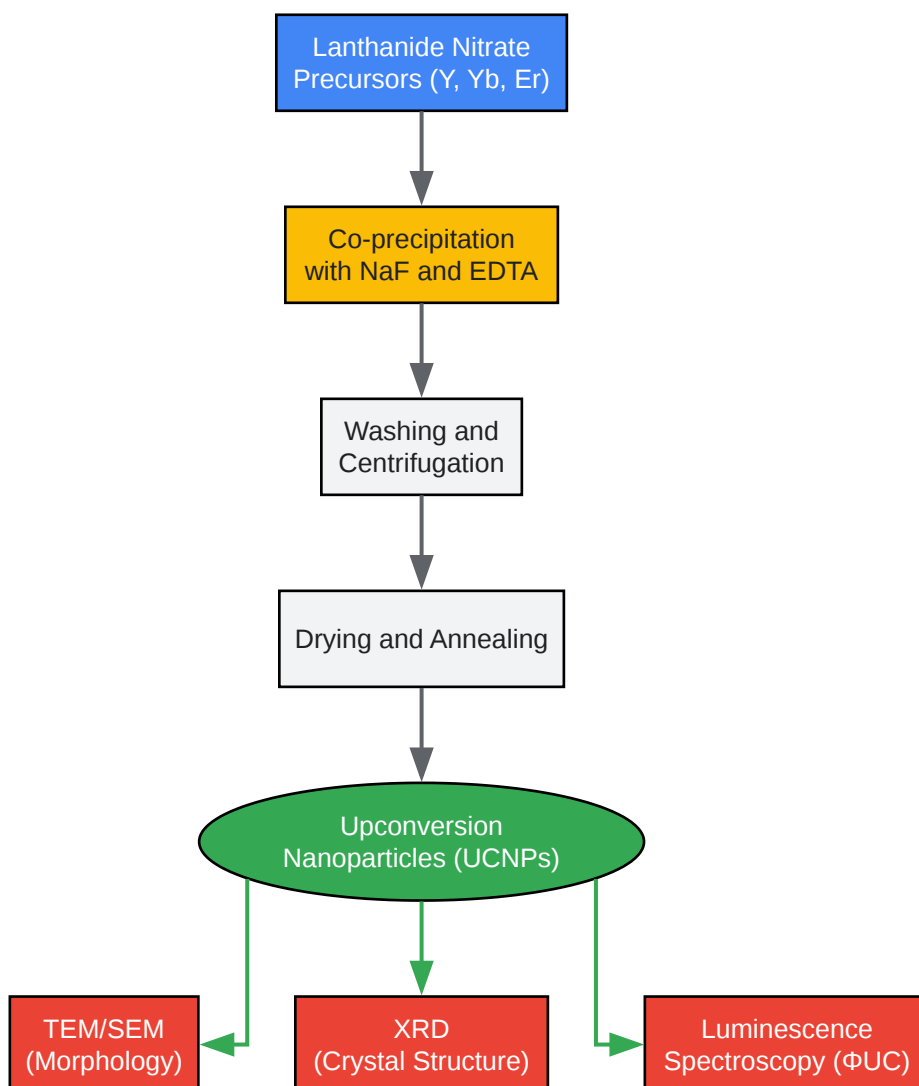 Lanthanide Nitrate
Precursors (Y, Yb, Er)
Co-precipitation
with NaF and EDTA
Washing and
Centrifugation
Drying and Annealing
Upconversion
Nanoparticles (UCNPs)
TEM/SEM
(Morphology)
XRD
(Crystal Structure)
Luminescence
Spectroscopy (ΦUC)